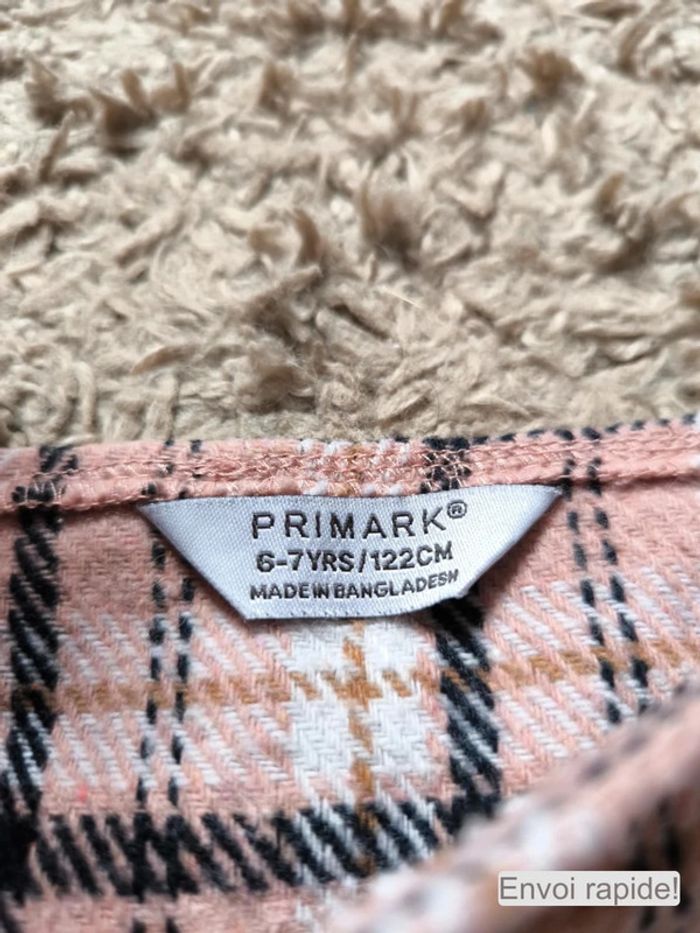 PRIMARK®
6-7YRS/122CM
MADE IN BANGLADESH
Envoi rapide!